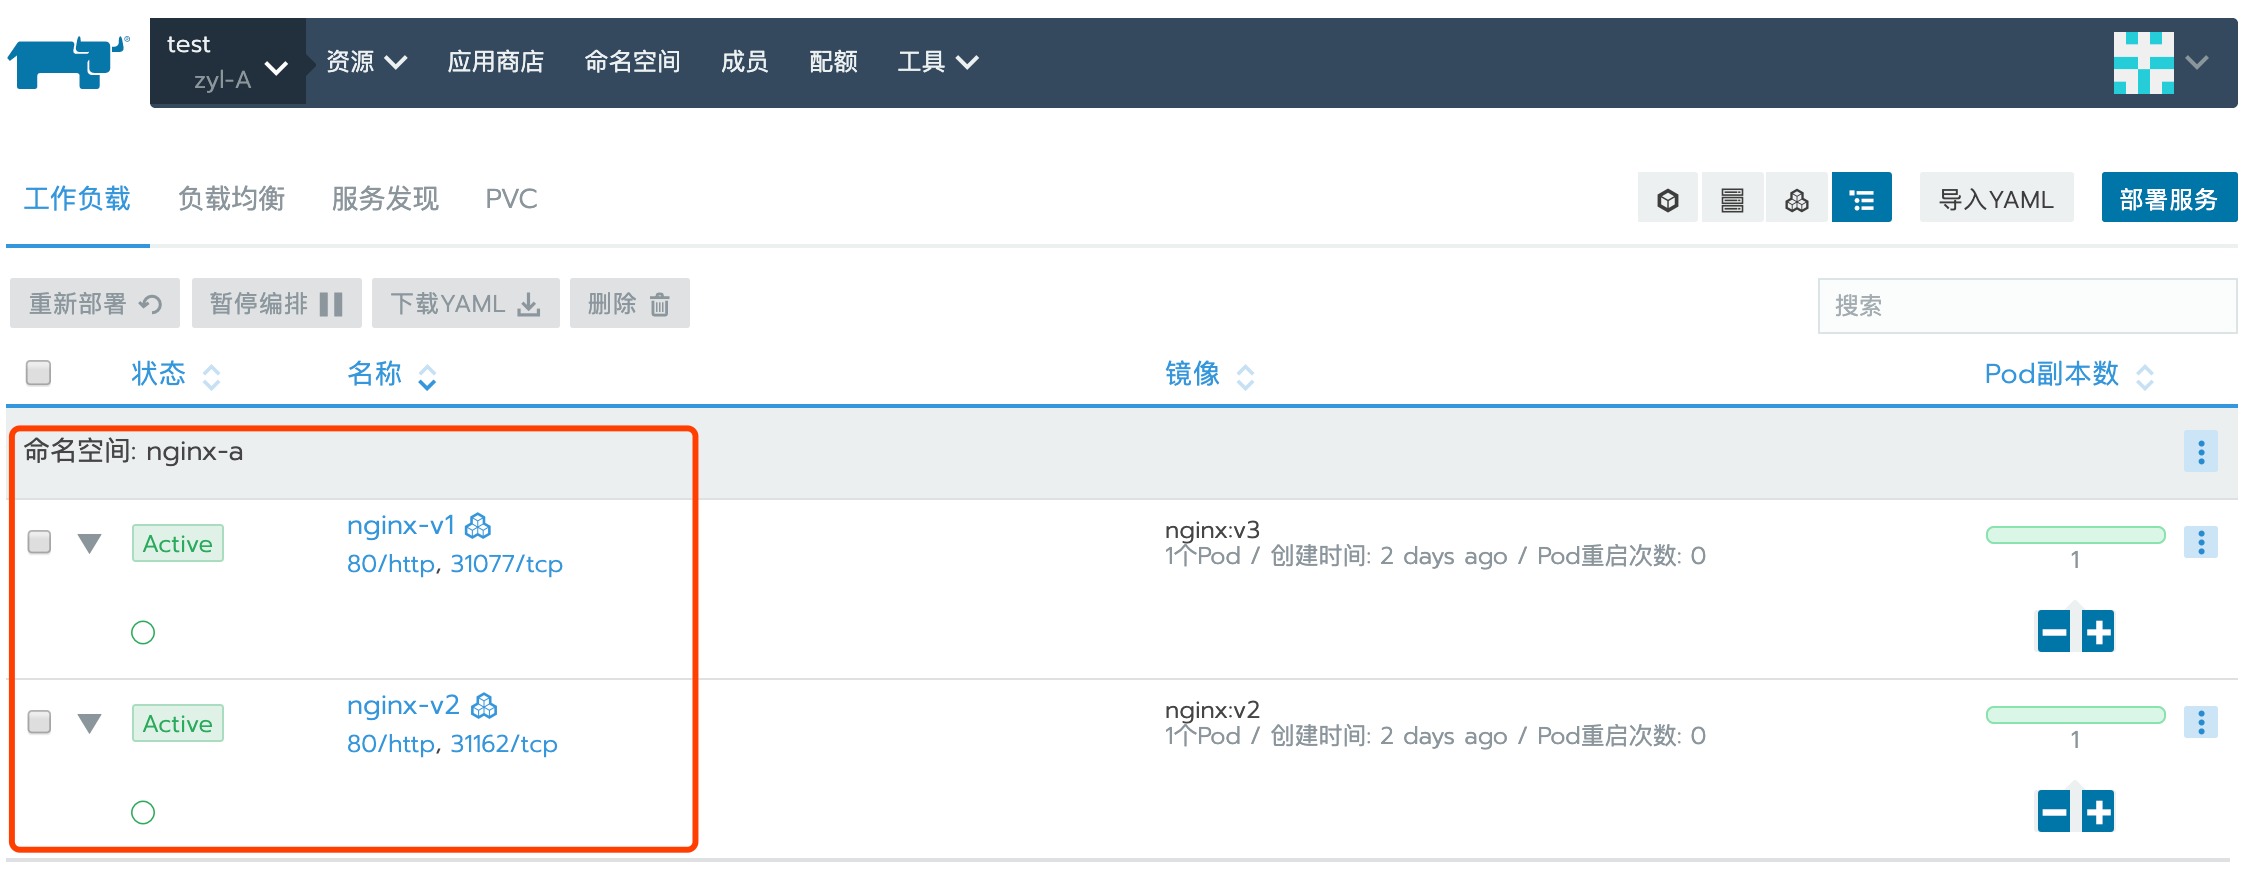 test
zyl-A
资源 应用商店 命名空间 成员 配额 工具
工作负载 负载均衡 服务发现 PVC 导入YAML 部署服务
重新部署 暂停编排 下载YAML 删除 搜索
状态 名称 镜像 Pod副本数
命名空间: nginx-a
Active nginx-v1 nginx:v3
80/http, 31077/tcp 1个Pod / 创建时间: 2 days ago / Pod重启次数: 0 1
Active nginx-v2 nginx:v2
80/http, 31162/tcp 1个Pod / 创建时间: 2 days ago / Pod重启次数: 0 1